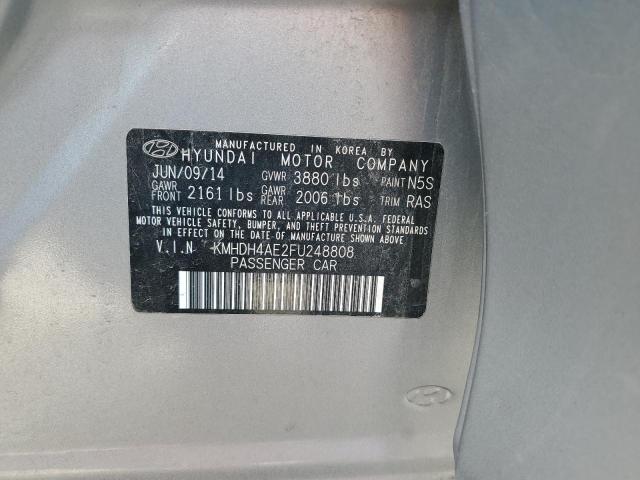 MANUFACTURED IN KOREA BY
HYUNDAI MOTOR COMPANY
JUN/09/14 GVWR 3880 lbs PAINT N5S
GAWR FRONT 2161 lbs GAWR REAR 2006 lbs TRIM RAS
THIS VEHICLE CONFORMS TO ALL APPLICABLE U.S.A. FEDERAL
MOTOR VEHICLE SAFETY, BUMPER, AND THEFT PREVENTION
STANDARDS IN EFFECT ON THE DATE OF MANUFACTURE SHOWN ABOVE.
V.I.N KMHDH4AE2FU248808
PASSENGER CAR